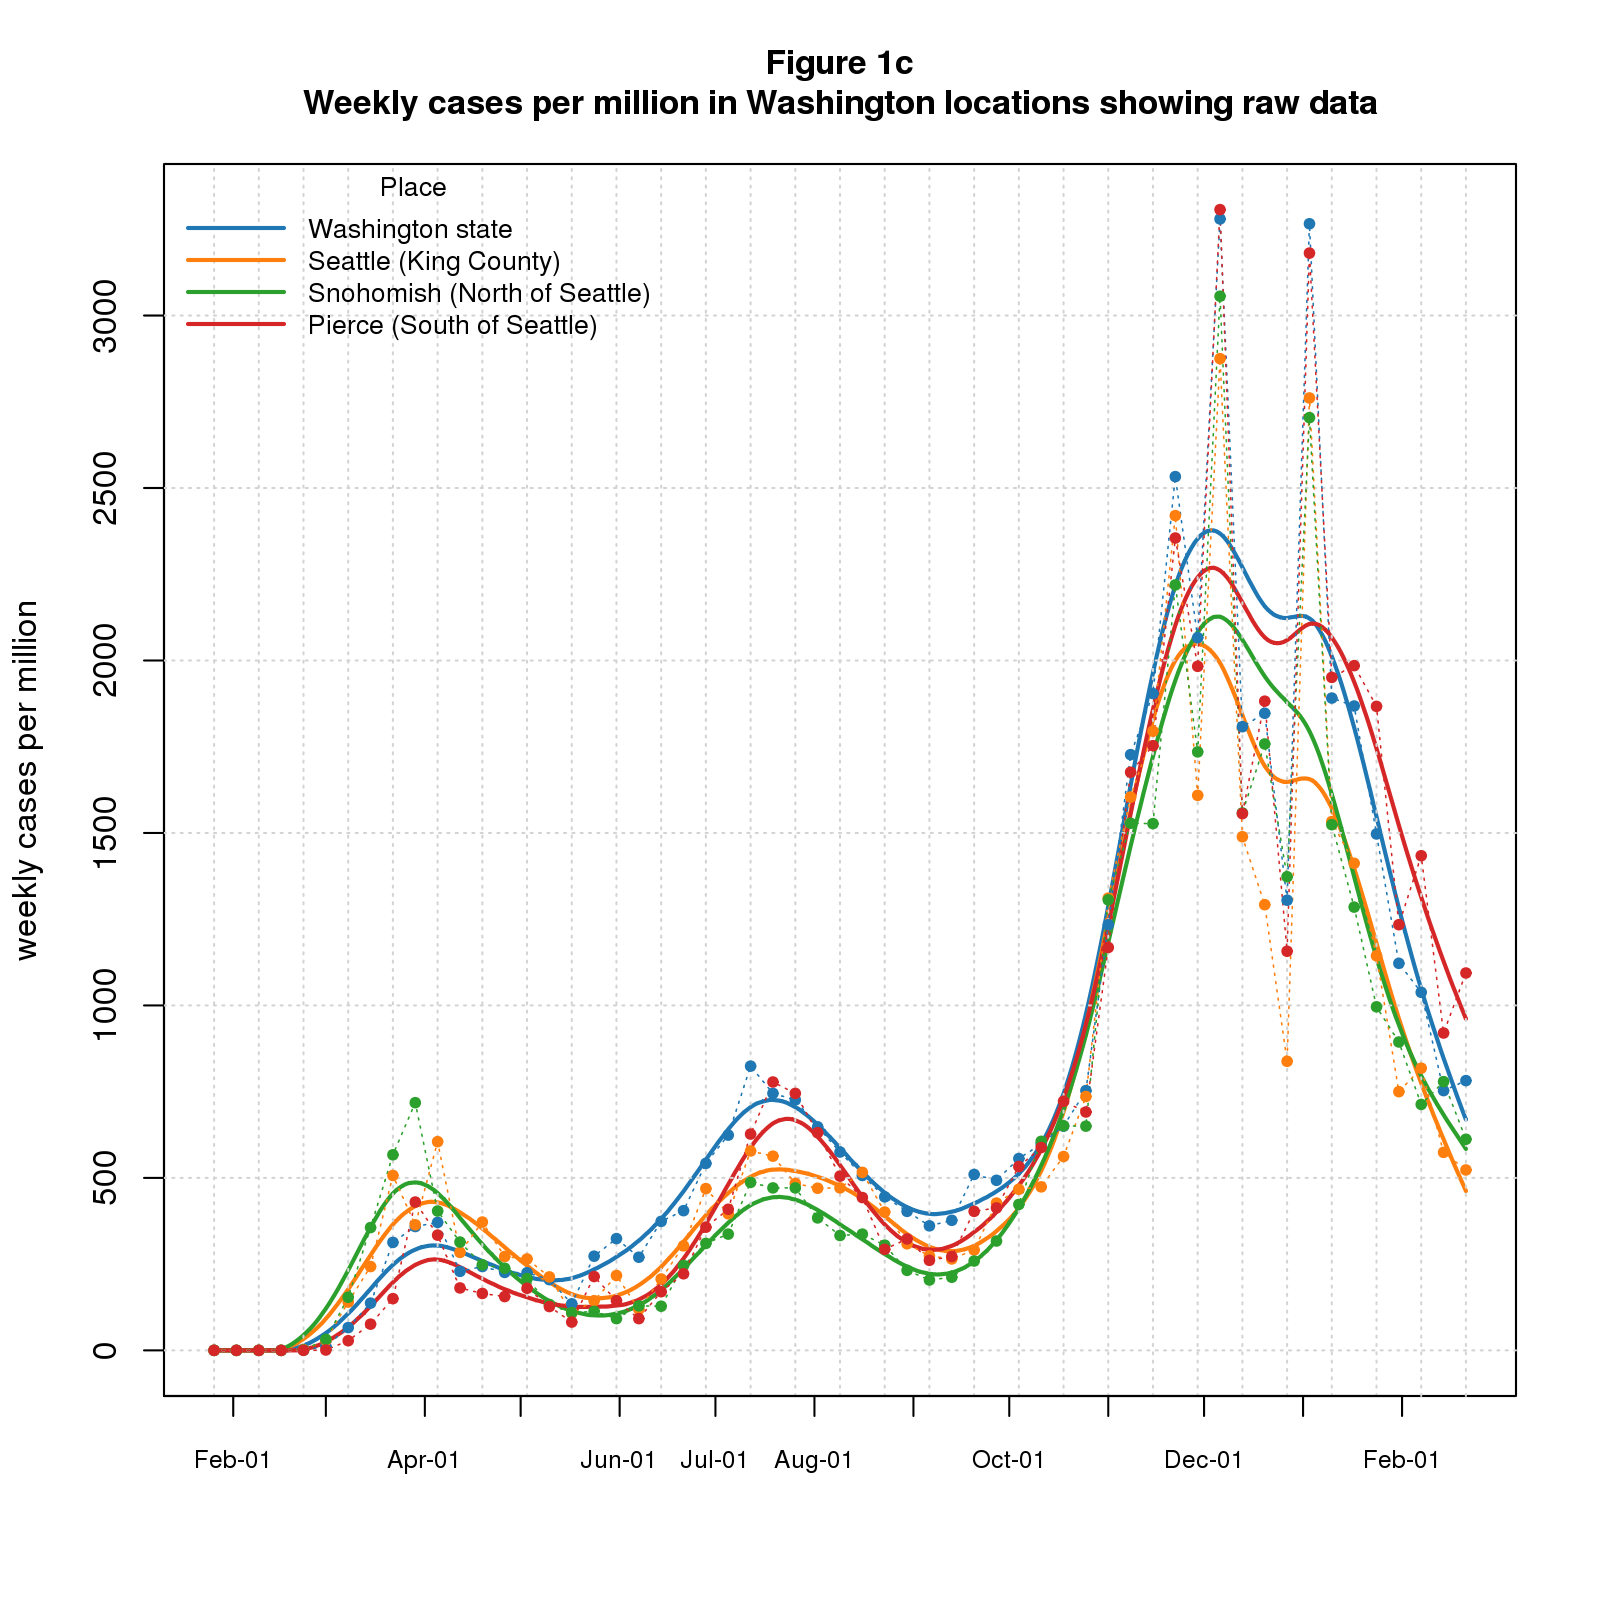 Figure 1c
Weekly cases per million in Washington locations showing raw data
Place
Washington state
Seattle (King County)
Snohomish (North of Seattle)
Pierce (South of Seattle)
weekly cases per million
3000
2500
2000
1500
1000
500
0
Feb-01 Apr-01 Jun-01 Jul-01 Aug-01 Oct-01 Dec-01 Feb-01